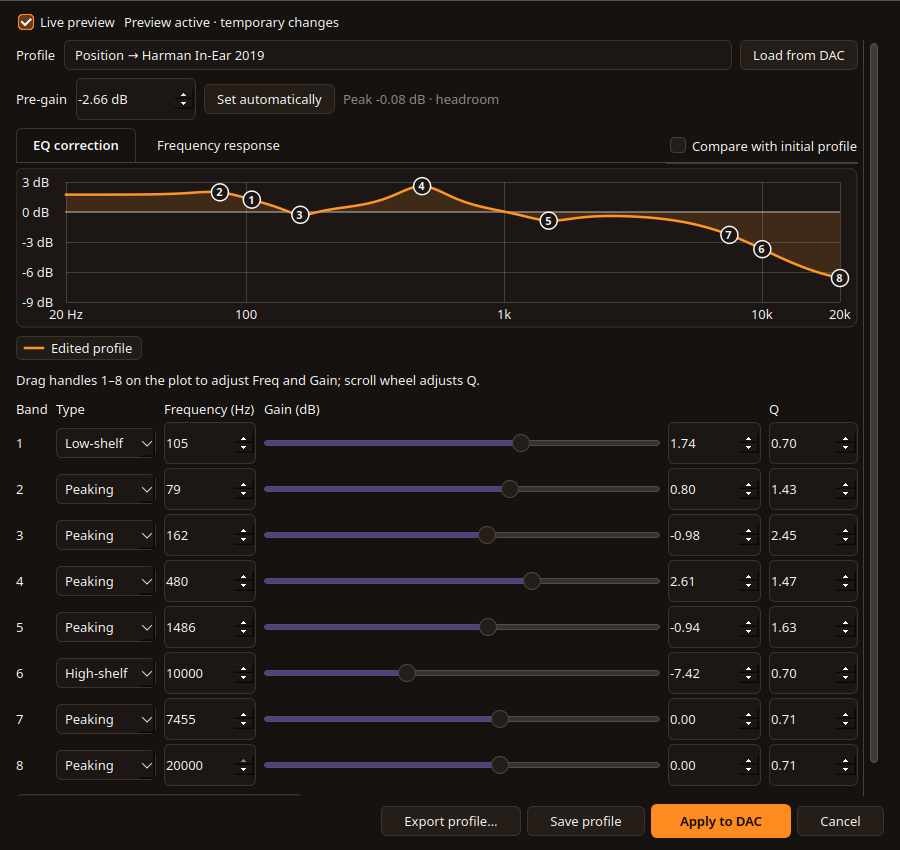 Live preview Preview active · temporary changes
Profile Position → Harman In-Ear 2019 Load from DAC
Pre-gain -2.66 dB Set automatically Peak -0.08 dB · headroom
EQ correction Frequency response Compare with initial profile
3 dB
0 dB
-3 dB
-6 dB
-9 dB
2 1 3 4 5 7 6 8
20 Hz 100 1k 10k 20k
Edited profile
Drag handles 1–8 on the plot to adjust Freq and Gain; scroll wheel adjusts Q.
Band Type Frequency (Hz) Gain (dB) Q
1 Low-shelf 105 1.74 0.70
2 Peaking 79 0.80 1.43
3 Peaking 162 -0.98 2.45
4 Peaking 480 2.61 1.47
5 Peaking 1486 -0.94 1.63
6 High-shelf 10000 -7.42 0.70
7 Peaking 7455 0.00 0.71
8 Peaking 20000 0.00 0.71
Export profile... Save profile Apply to DAC Cancel